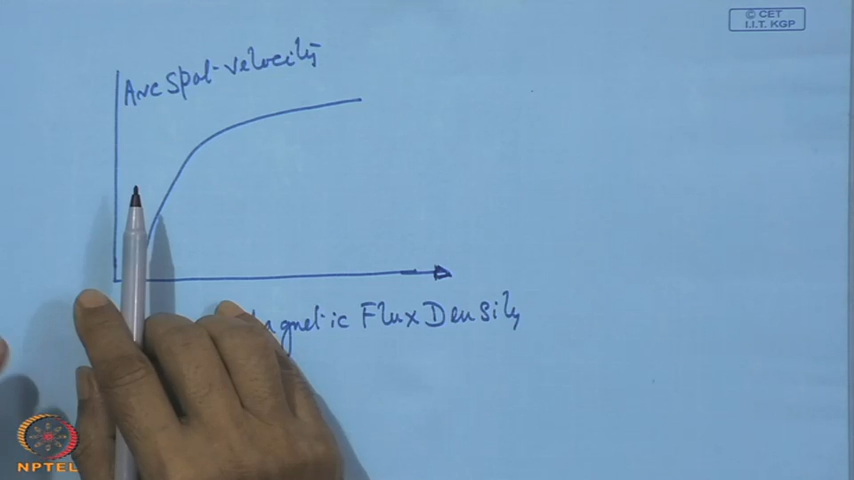 © CET
I.I.T. KGP
Arc Spot velocity
Magnetic Flux Density
NPTEL